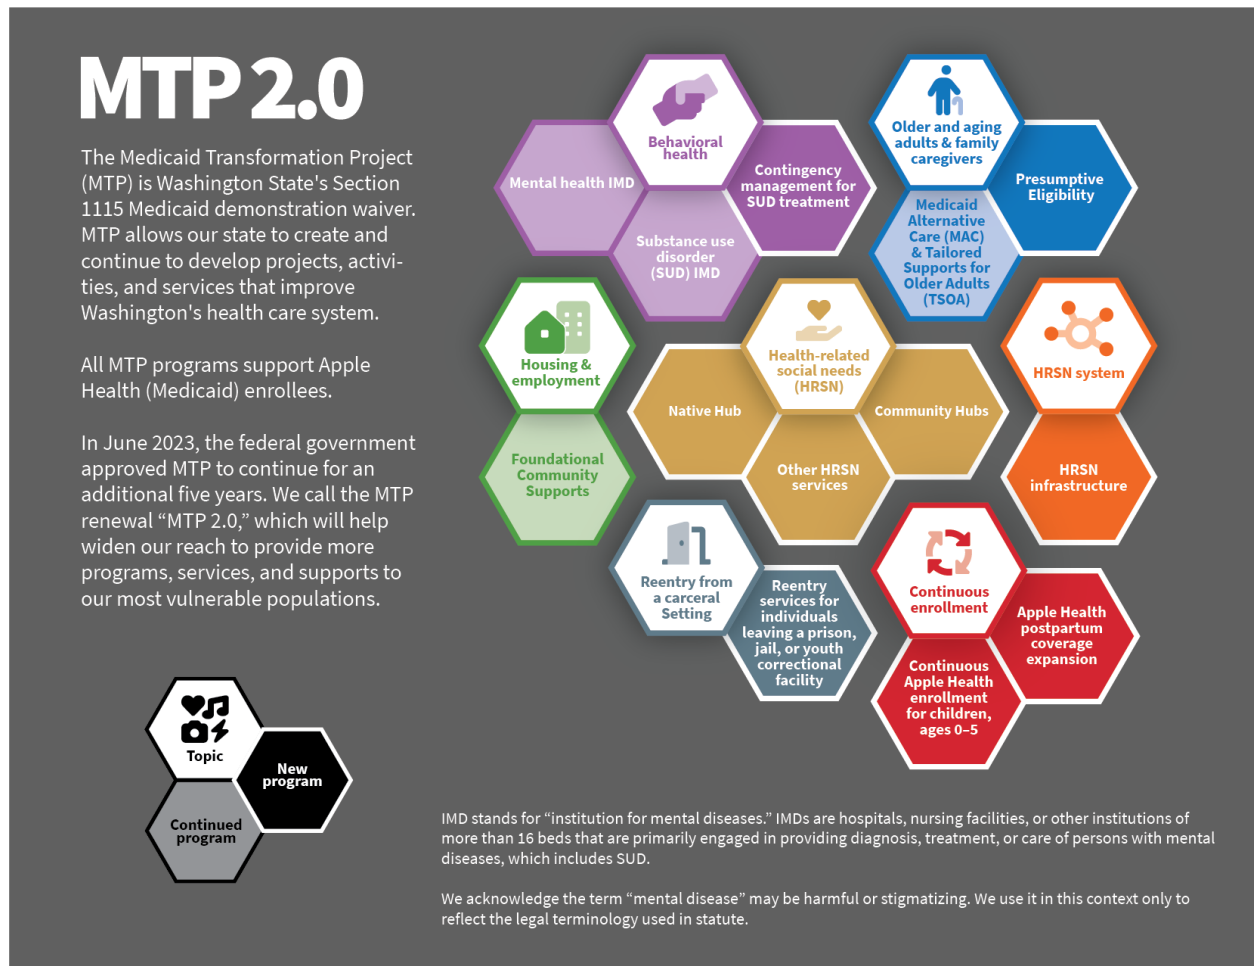 MTP 2.0
The Medicaid Transformation Project
(MTP) is Washington State's Section
1115 Medicaid demonstration waiver.
MTP allows our state to create and
continue to develop projects, activi-
ties, and services that improve
Washington's health care system.
All MTP programs support Apple
Health (Medicaid) enrollees.
In June 2023, the federal government
approved MTP to continue for an
additional five years. We call the MTP
renewal “MTP 2.0,” which will help
widen our reach to provide more
programs, services, and supports to
our most vulnerable populations.
Topic
New
program
Continued
program
Behavioral
health
Mental health IMD
Contingency
management for
SUD treatment
Substance use
disorder
(SUD) IMD
Older and aging
adults & family
caregivers
Presumptive
Eligibility
Medicaid
Alternative
Care (MAC)
& Tailored
Supports for
Older Adults
(TSOA)
Housing &
employment
Foundational
Community
Supports
Health-related
social needs
(HRSN)
Native Hub
Community Hubs
Other HRSN
services
HRSN system
HRSN
infrastructure
Reentry from
a carceral
Setting
Reentry
services for
individuals
leaving a prison,
jail, or youth
correctional
facility
Continuous
enrollment
Apple Health
postpartum
coverage
expansion
Continuous
Apple Health
enrollment
for children,
ages 0–5
IMD stands for “institution for mental diseases.” IMDs are hospitals, nursing facilities, or other institutions of
more than 16 beds that are primarily engaged in providing diagnosis, treatment, or care of persons with mental
diseases, which includes SUD.
We acknowledge the term “mental disease” may be harmful or stigmatizing. We use it in this context only to
reflect the legal terminology used in statute.